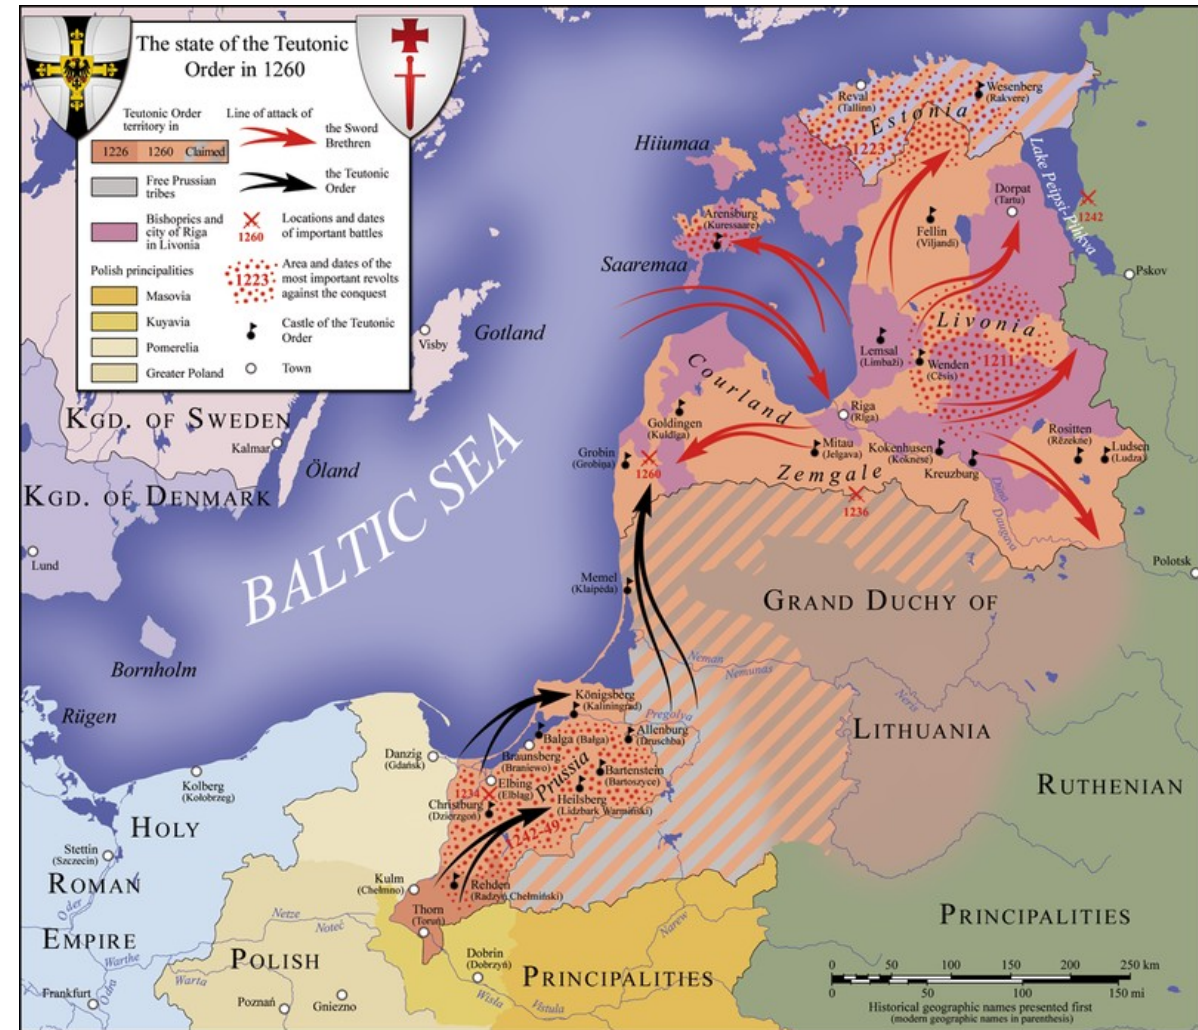 The state of the Teutonic
Order in 1260
Teutonic Order
territory in
1226 1260 Claimed
Free Prussian
tribes
Bishoprics and
city of Riga
in Livonia
Polish principalities
Masovia
Kuyavia
Pomerelia
Greater Poland
Line of attack of
the Sword
Brethren
the Teutonic
Order
1260
Locations and dates
of important battles
1223
Area and dates of the
most important revolts
against the conquest
Castle of the Teutonic
Order
Town
Reval
(Tallinn)
Wesenberg
(Rakvere)
Estonia
1223
Hiiumaa
Lake Peipsi-Pihkva
Dorpat
(Tartu)
1242
Arensburg
(Kuressaare)
Fellin
(Viljandi)
Saaremaa
Pskov
Gotland
Visby
Livonia
Lemsal
(Limbaži)
Wenden
(Cēsis)
1211
Courland
KGD. OF SWEDEN
Kalmar
Öland
Goldingen
(Kuldīga)
Riga
(Rīga)
Rositten
(Rēzekne)
Ludsen
(Ludza)
Grobin
(Grobiņa)
1260
Mitau
(Jelgava)
Kokenhusen
(Koknese)
Kreuzburg
Zemgale
1236
Düna
Daugava
KGD. OF DENMARK
Lund
BALTIC SEA
Polotsk
Memel
(Klaipėda)
GRAND DUCHY OF
LITHUANIA
Bornholm
Neman
Nemunas
Neris
Rügen
Königsberg
(Kaliningrad)
Pregolya
Balga (Bałga)
Allenburg
(Druschba)
Danzig
(Gdańsk)
Braunsberg
(Braniewo)
Prussia
Bartenstein
(Bartoszyce)
Kolberg
(Kołobrzeg)
1234
Elbing
(Elbląg)
Christburg
(Dzierzgoń)
Heilsberg
(Lidzbark Warmiński)
1242-49
RUTHENIAN
PRINCIPALITIES
HOLY
ROMAN
EMPIRE
Stettin
(Szczecin)
Oder
Kulm
(Chełmno)
Rehden
(Radzyń Chełmiński)
Thorn
(Toruń)
Netze
Noteć
Narew
Warthe
Warta
Odra
POLISH
PRINCIPALITIES
Dobrin
(Dobrzyń)
Frankfurt
Poznań
Gniezno
Wisła
Vistula
0 50 100 150 200 250 km
0 50 100 150 mi
Historical geographic names presented first
(modern geographic names in parenthesis)